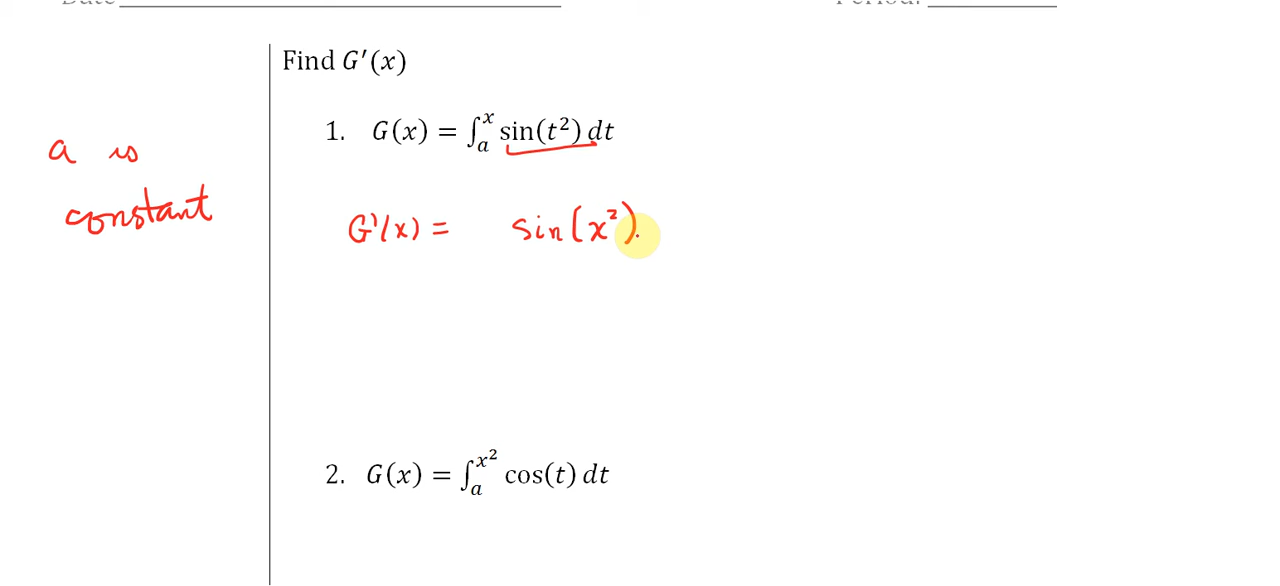 Find G′(x)
1. G(x) = ∫ₐˣ sin(t²) dt
a is
constant
G'(x) = sin(x²).
2. G(x) = ∫ₐ^(x²) cos(t) dt